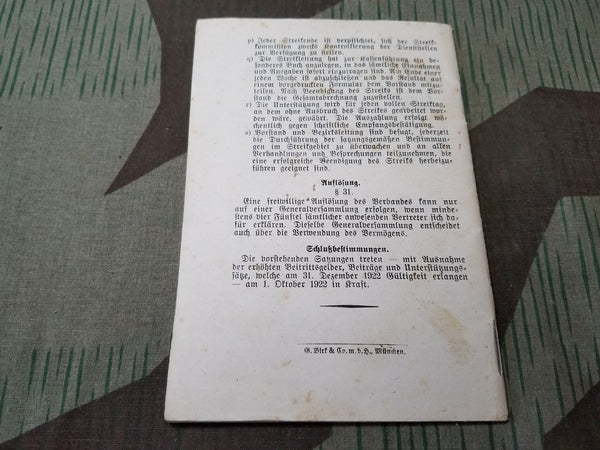 p) Jeder Streikende ist verpflichtet, sich der Streik-
kommission zwecks Kontrollierung der Dienststellen
zur Verfügung zu stellen.
q) Die Streikleitung hat zur Kassenführung ein be-
sonderes Buch anzulegen, in das sämtliche Einnahmen
und Ausgaben sofort einzutragen sind. Am Ende einer
jeden Woche ist abzuschließen und das Resultat auf
einem vorgedruckten Formular dem Vorstand mitzu-
teilen. Nach Beendigung des Streiks ist dem Vor-
stand die Gesamtabrechnung zuzustellen.
r) Die Unterstützung wird für jeden vollen Streiktag,
an dem ohne Ausbruch des Streiks gearbeitet wor-
den wäre, gewährt. Die Auszahlung erfolgt wö-
chentlich gegen schriftliche Empfangsbestätigung.
s) Vorstand und Bezirksleitung sind befugt, jederzeit
die Durchführung der satzungsgemäßen Bestimmun-
gen im Streikgebiet zu überwachen und an allen
Verhandlungen und Besprechungen teilzunehmen, die
eine erfolgreiche Beendigung des Streiks herbeizu-
führen geeignet sind.
Auflösung.
§ 31.
Eine freiwillige Auflösung des Verbandes kann nur
auf einer Generalversammlung erfolgen, wenn minde-
stens vier Fünftel sämtlicher anwesenden Vertreter sich da-
für erklären. Dieselbe Generalversammlung entscheidet
auch über die Verwendung des Vermögens.
Schlußbestimmungen.
Die vorstehenden Satzungen treten — mit Ausnahme
der erhöhten Beitrittsgelder, Beiträge und Unterstützungs-
sätze, welche am 31. Dezember 1922 Gültigkeit erlangen
— am 1. Oktober 1922 in Kraft.
G. Birk & Co. m. b. H., München.